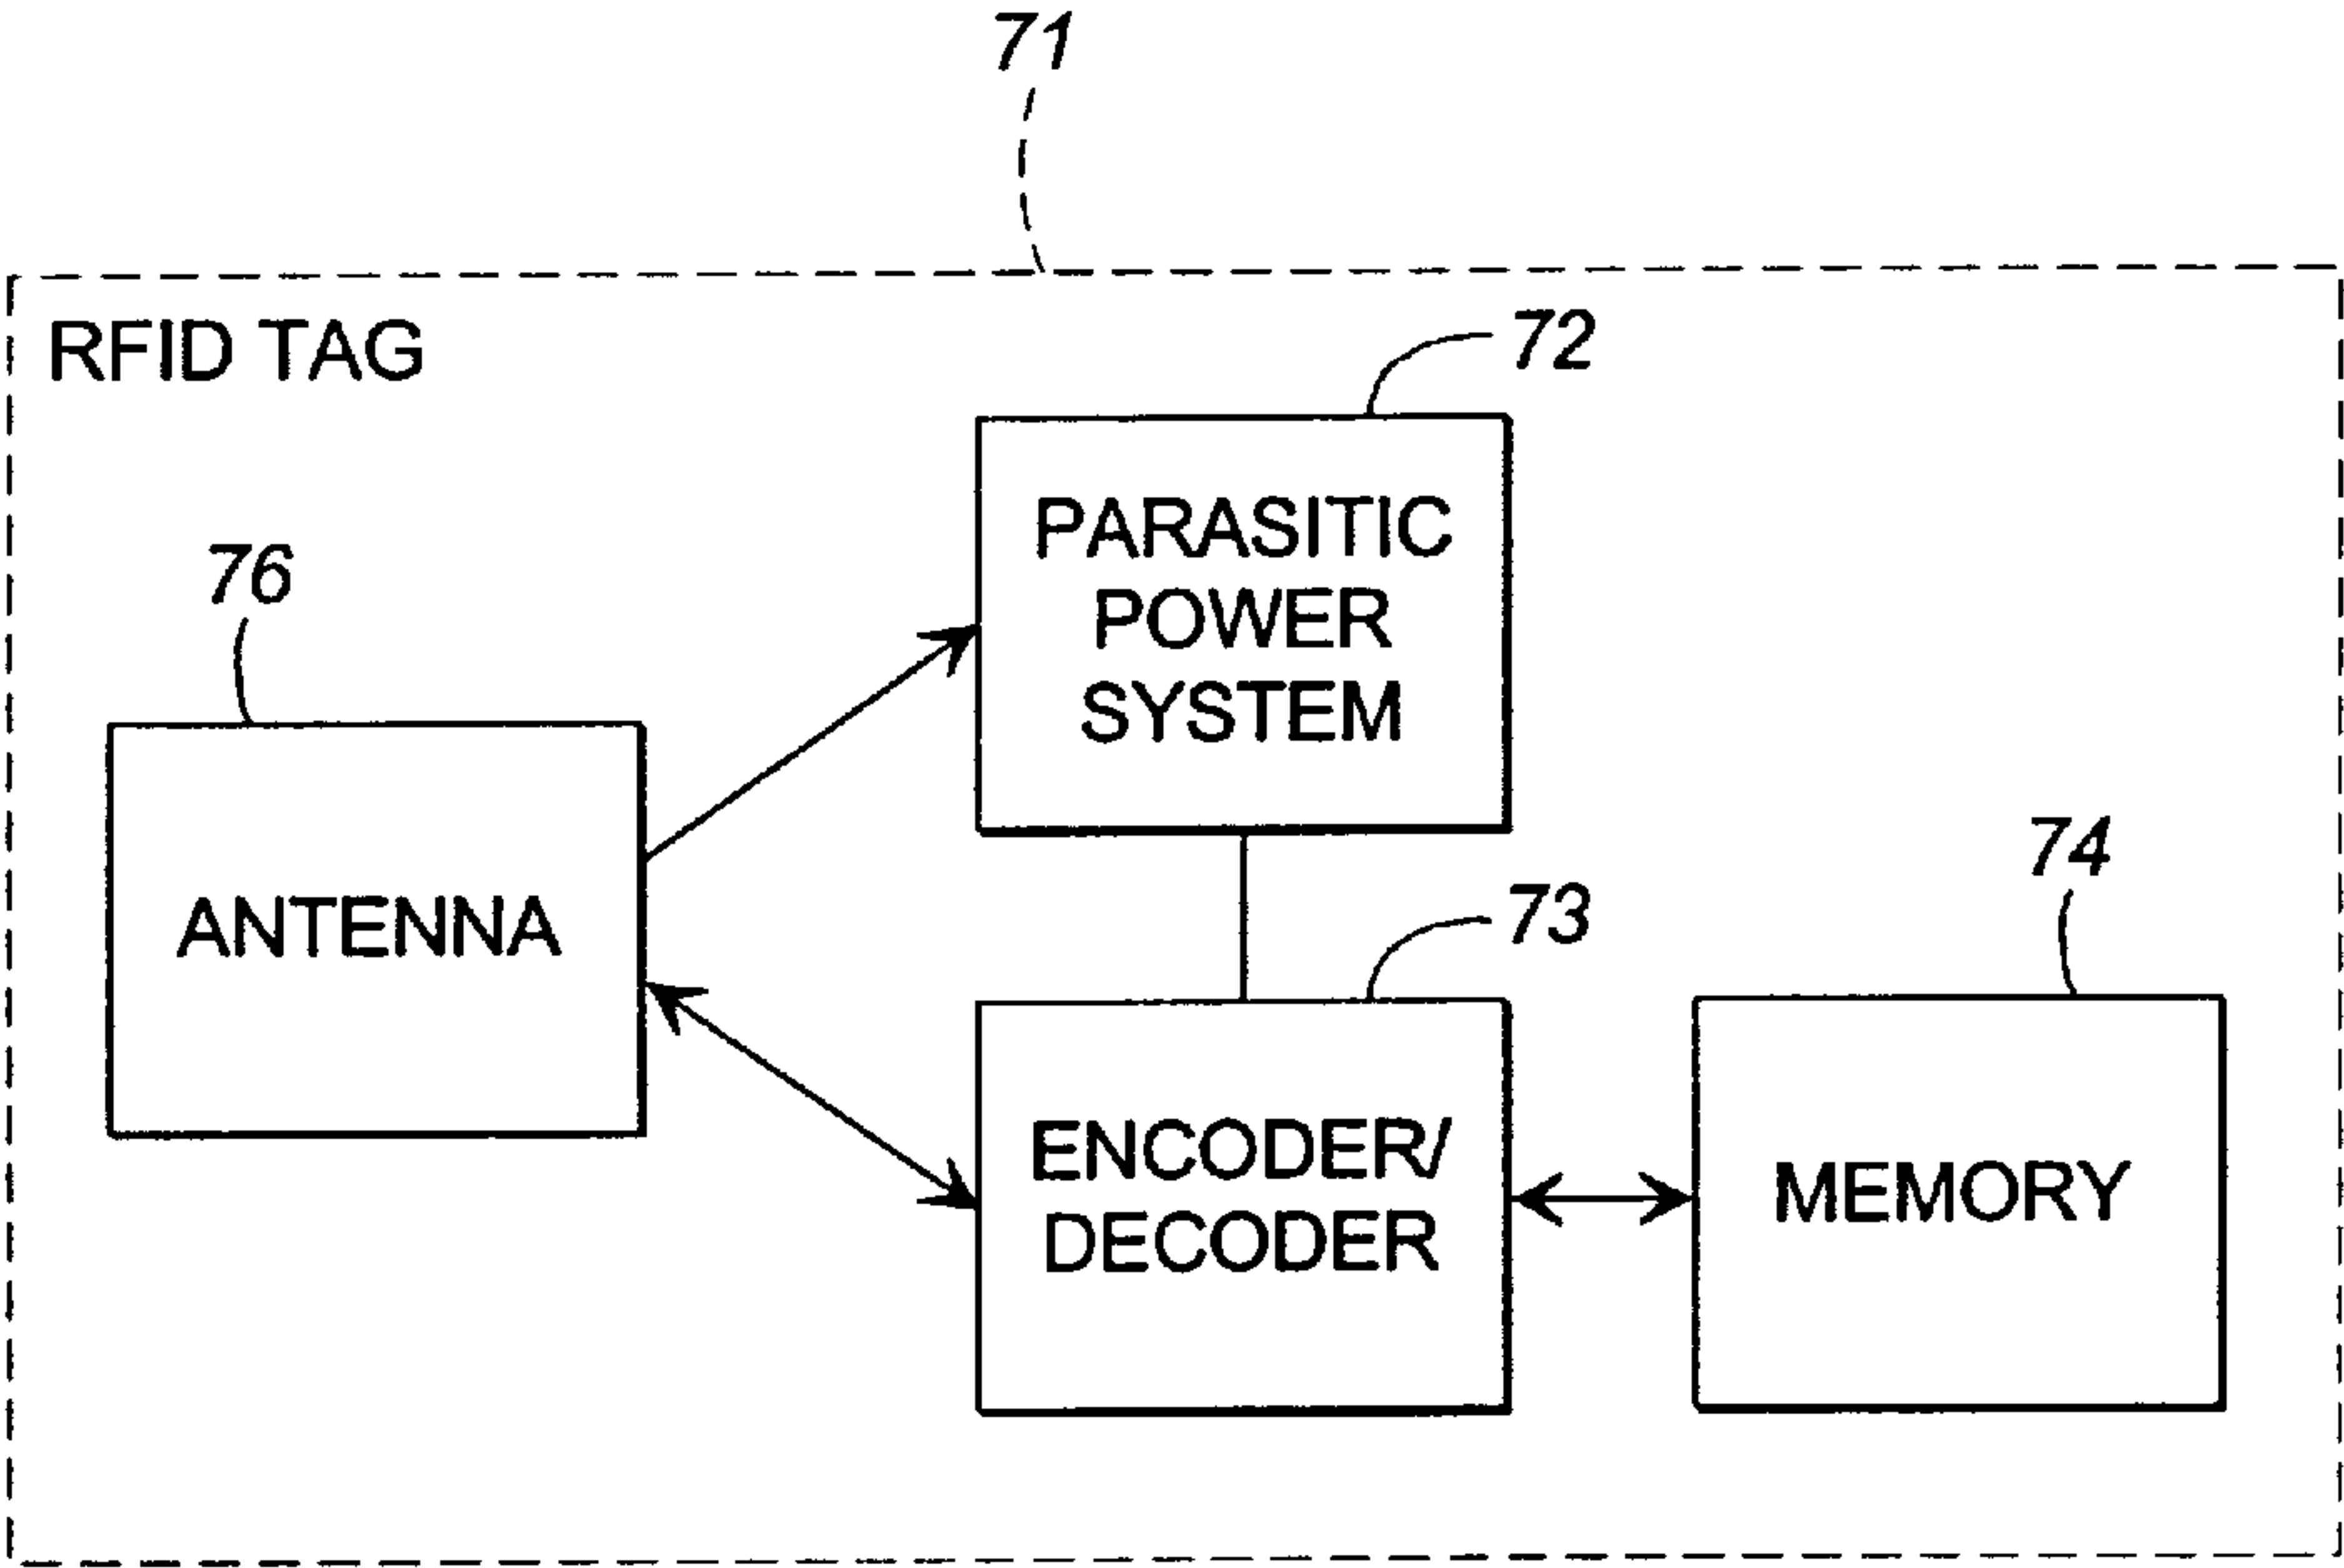 71
RFID TAG
72
PARASITIC
POWER
SYSTEM
76
ANTENNA
73
ENCODER/
DECODER
74
MEMORY